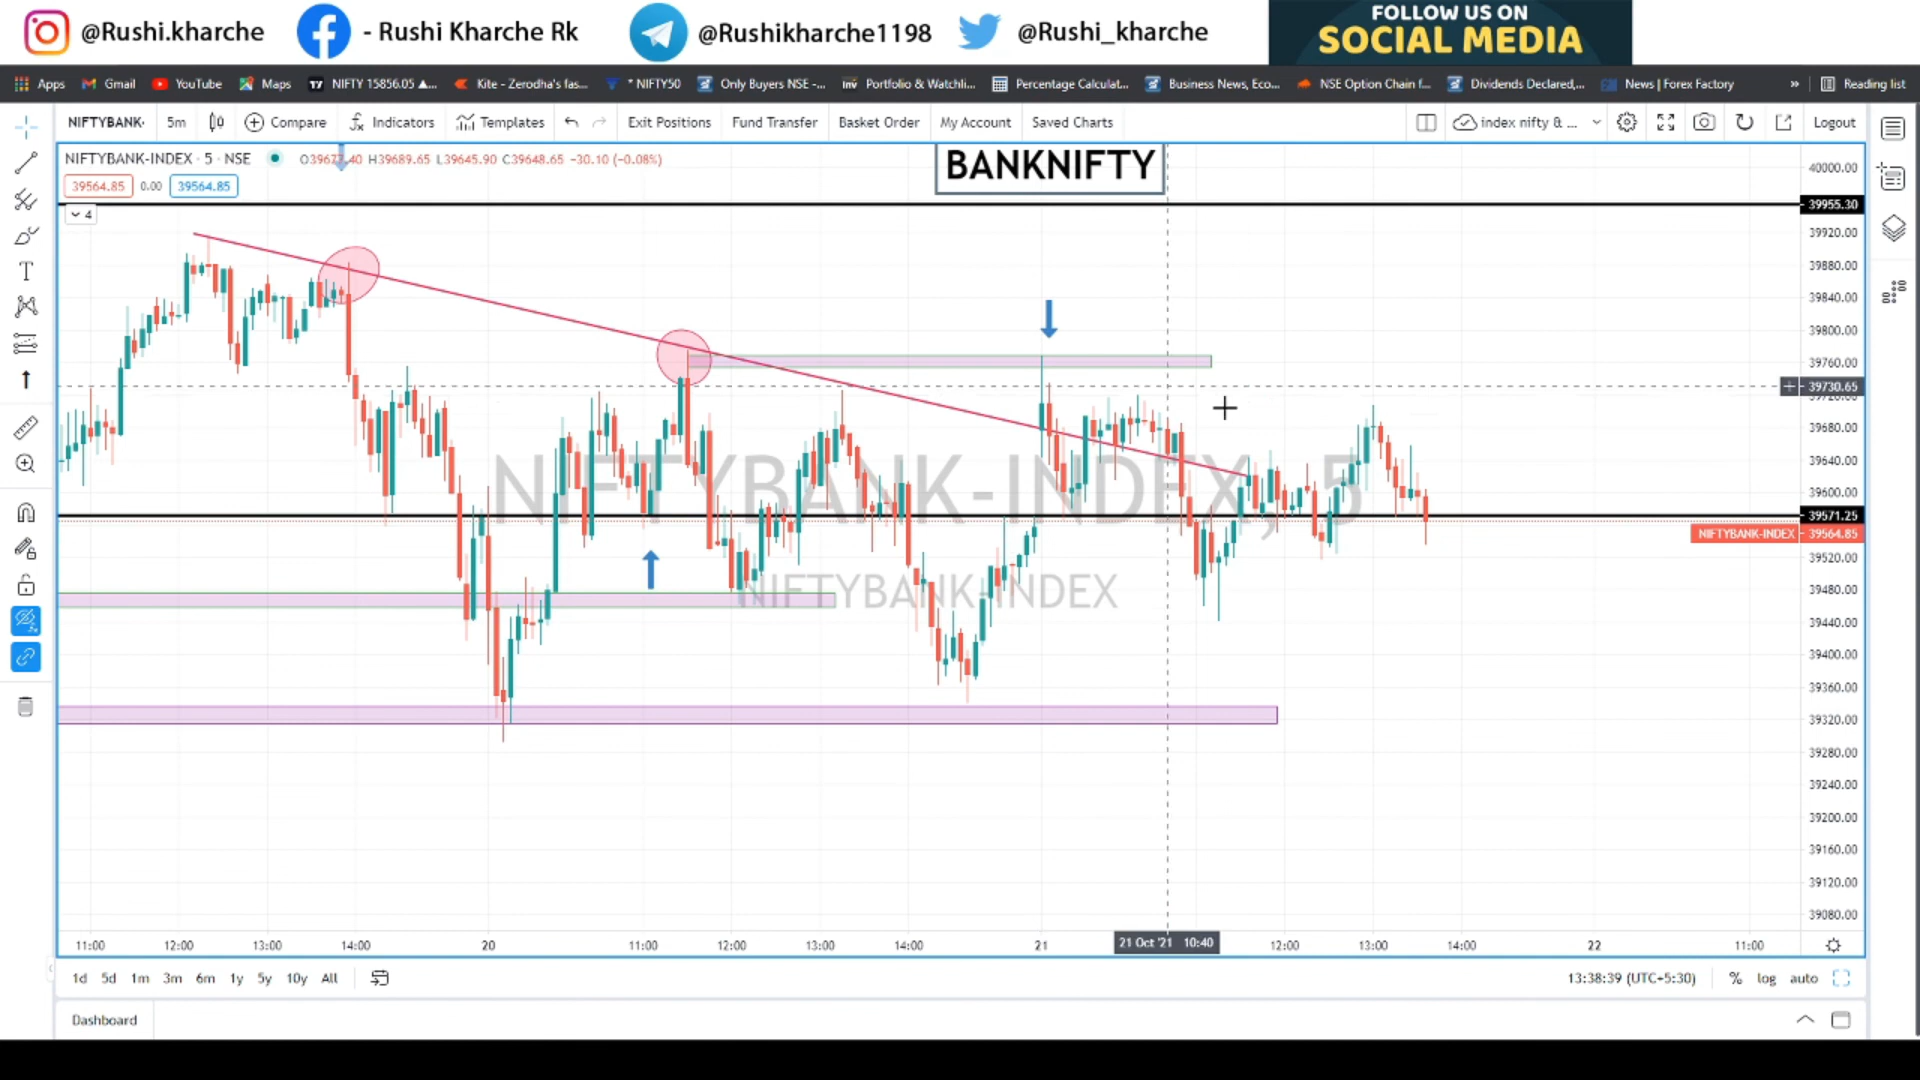 @Rushi.kharche - Rushi Kharche Rk @Rushikharche1198 @Rushi_kharche
FOLLOW US ON
SOCIAL MEDIA
Apps Gmail YouTube Maps NIFTY 15856.05 ▲... Kite - Zerodha's fas... * NIFTY50 Only Buyers NSE -... Portfolio & Watchli... Percentage Calculat... Business News, Eco... NSE Option Chain f... Dividends Declared,... News | Forex Factory » Reading list
NIFTYBANK· 5m Compare Indicators Templates Exit Positions Fund Transfer Basket Order My Account Saved Charts index nifty & ... Logout
NIFTYBANK-INDEX · 5 · NSE O39677.40 H39689.65 L39645.90 C39648.65 −30.10 (−0.08%)
BANKNIFTY
39564.85 0.00 39564.85
4
40000.00
39955.30
39920.00
39880.00
39840.00
39800.00
39760.00
39730.65
39720.00
39680.00
39640.00
39600.00
39571.25
NIFTYBANK-INDEX 39564.85
39520.00
39480.00
39440.00
39400.00
39360.00
39320.00
39280.00
39240.00
39200.00
39160.00
39120.00
39080.00
NIFTYBANK-INDEX, 5
NIFTYBANK-INDEX
11:00 12:00 13:00 14:00 20 11:00 12:00 13:00 14:00 21 21 Oct '21 10:40 12:00 13:00 14:00 22 11:00
1d 5d 1m 3m 6m 1y 5y 10y All 13:38:39 (UTC+5:30) % log auto
Dashboard